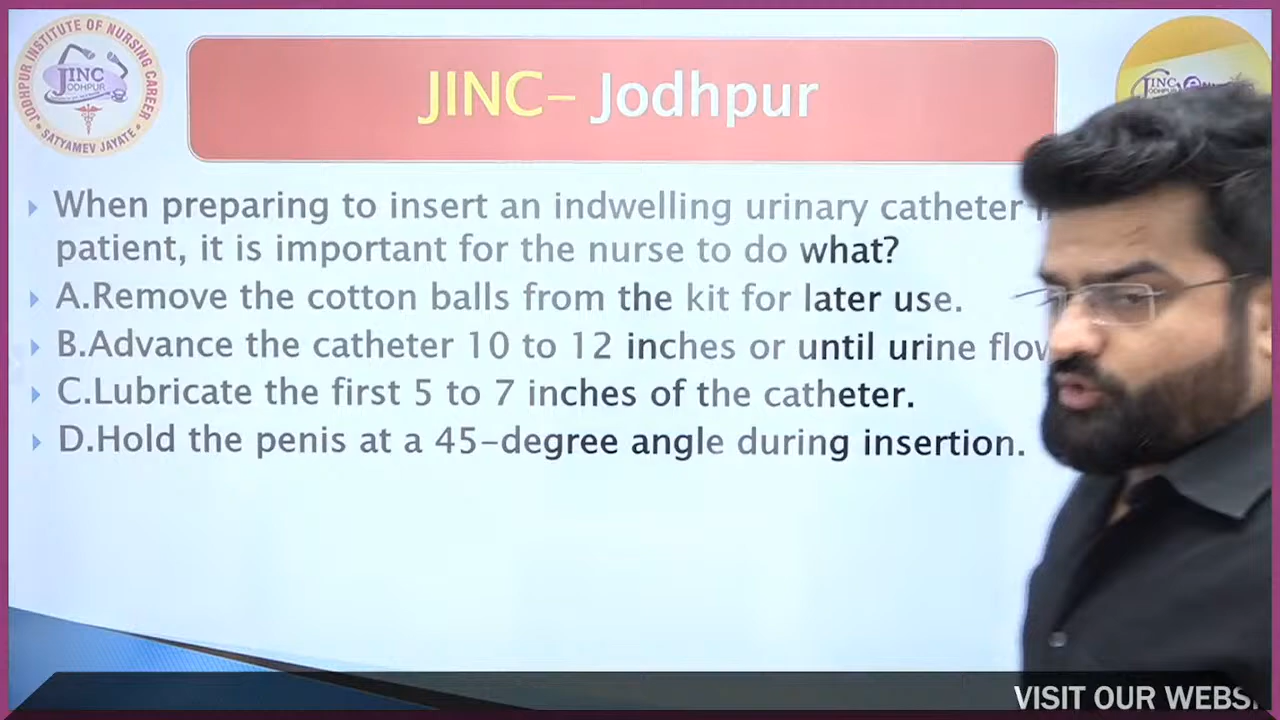 JODHPUR INSTITUTE OF NURSING CAREER
JINC
JODHPUR
SATYAMEV JAYATE
JINC- Jodhpur
JINC
When preparing to insert an indwelling urinary catheter
patient, it is important for the nurse to do what?
A.Remove the cotton balls from the kit for later use.
B.Advance the catheter 10 to 12 inches or until urine
C.Lubricate the first 5 to 7 inches of the catheter.
D.Hold the penis at a 45-degree angle during insertion.
VISIT OUR